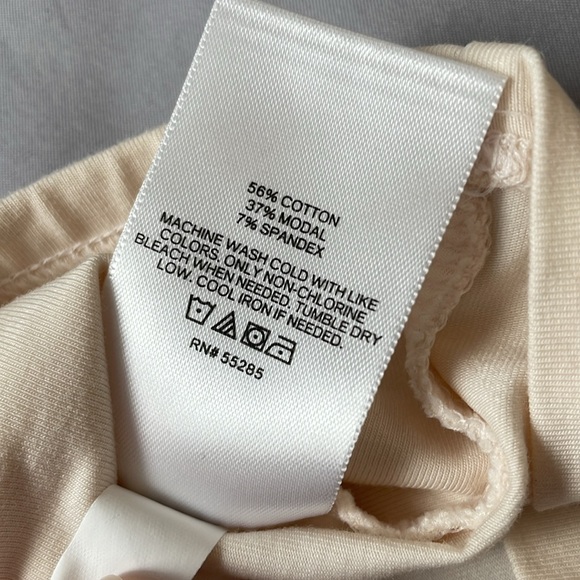 56% COTTON
37% MODAL
7% SPANDEX
MACHINE WASH COLD WITH LIKE
COLORS. ONLY NON-CHLORINE
BLEACH WHEN NEEDED. TUMBLE DRY
LOW. COOL IRON IF NEEDED.
RN# 55285